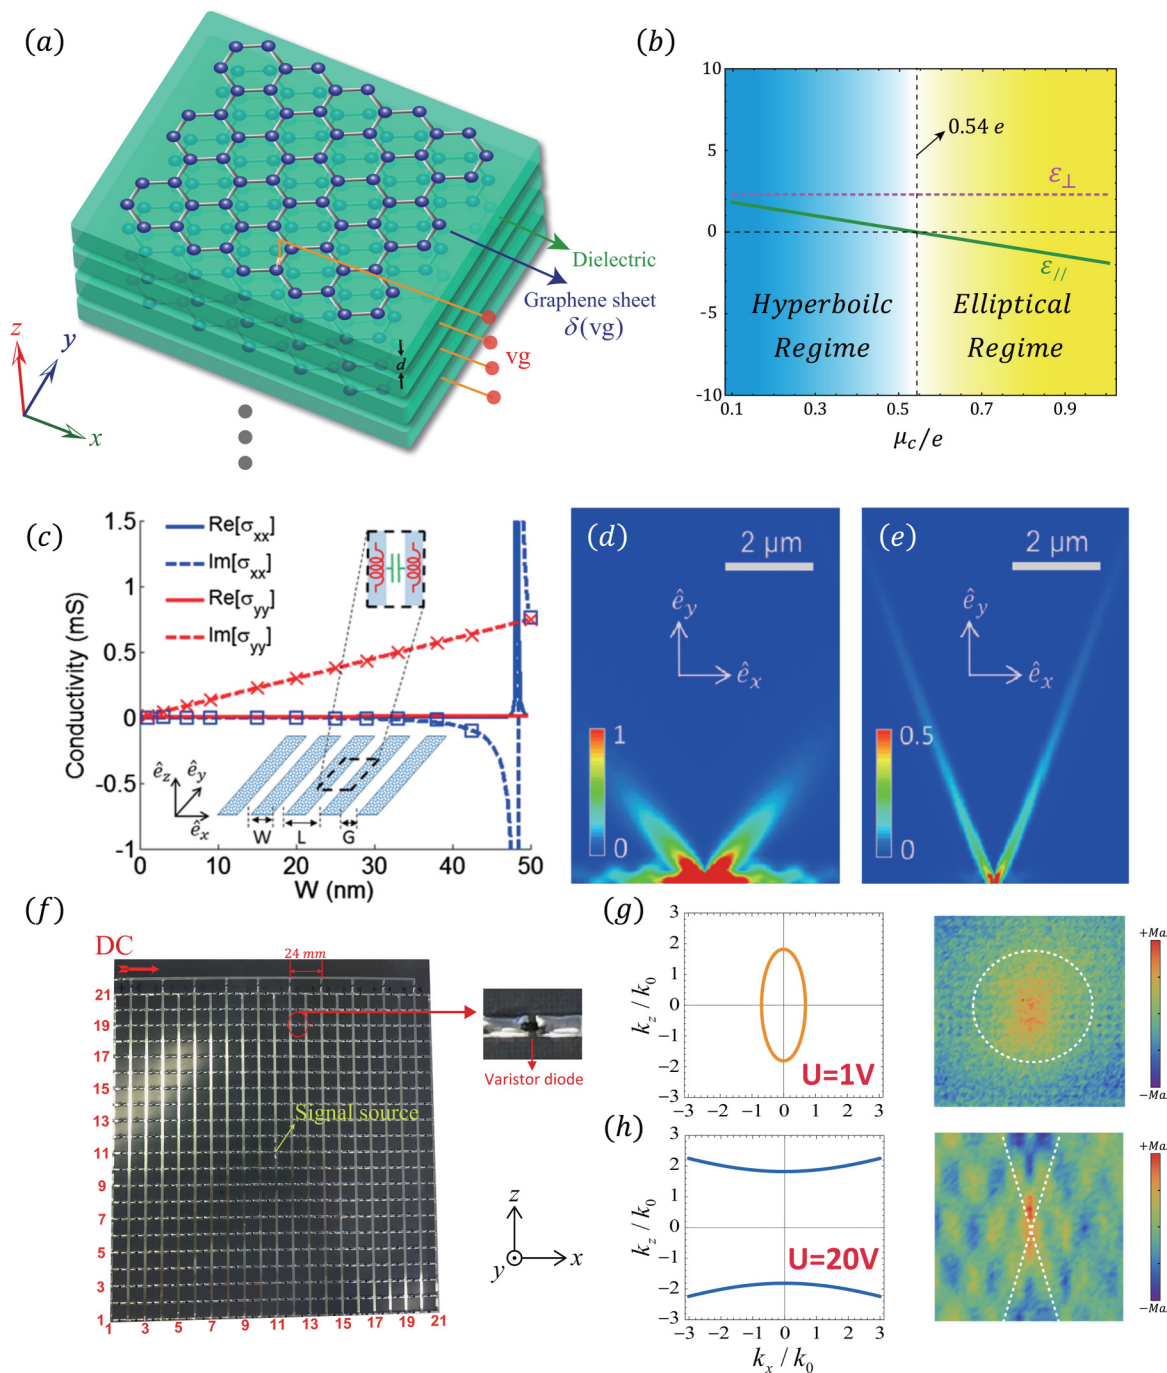 (a)
Dielectric
Graphene sheet
δ(vg)
vg
d
z
y
x
(b)
10
5
0
-5
-10
0.54 e
ε⊥
ε//
Hyperboilc
Regime
Elliptical
Regime
0.1 0.3 0.5 0.7 0.9
μc/e
(c)
1.5
1
0.5
0
-0.5
-1
Conductivity (mS)
Re[σxx]
Im[σxx]
Re[σyy]
Im[σyy]
êz
êy
êx
W
L
G
0 10 20 30 40 50
W (nm)
(d)
2 μm
êy
êx
1
0
(e)
2 μm
êy
êx
0.5
0
(f)
DC
24 mm
21
19
17
15
13
11
9
7
5
3
1
1 3 5 7 9 11 13 15 17 19 21
Signal source
Varistor diode
z
y
x
(g)
3
2
1
0
−1
−2
−3
kz / k0
U=1V
−3 −2 −1 0 1 2 3
+Ma
−Ma
(h)
3
2
1
0
−1
−2
−3
kz / k0
U=20V
−3 −2 −1 0 1 2 3
kx / k0
+Ma
−Ma